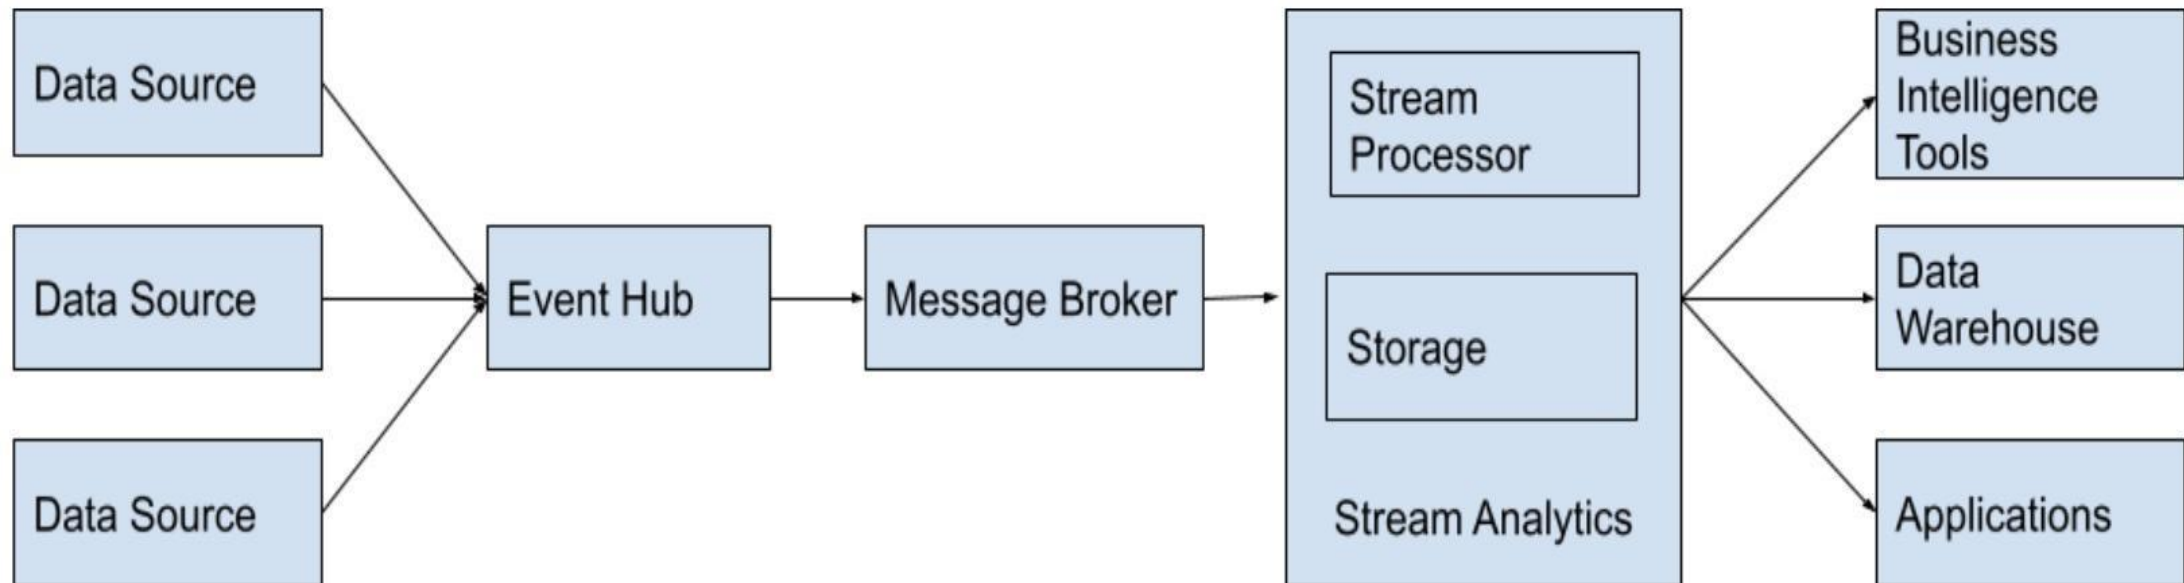 Data Source
Data Source
Data Source
Event Hub
Message Broker
Stream
Processor
Storage
Stream Analytics
Business
Intelligence
Tools
Data
Warehouse
Applications